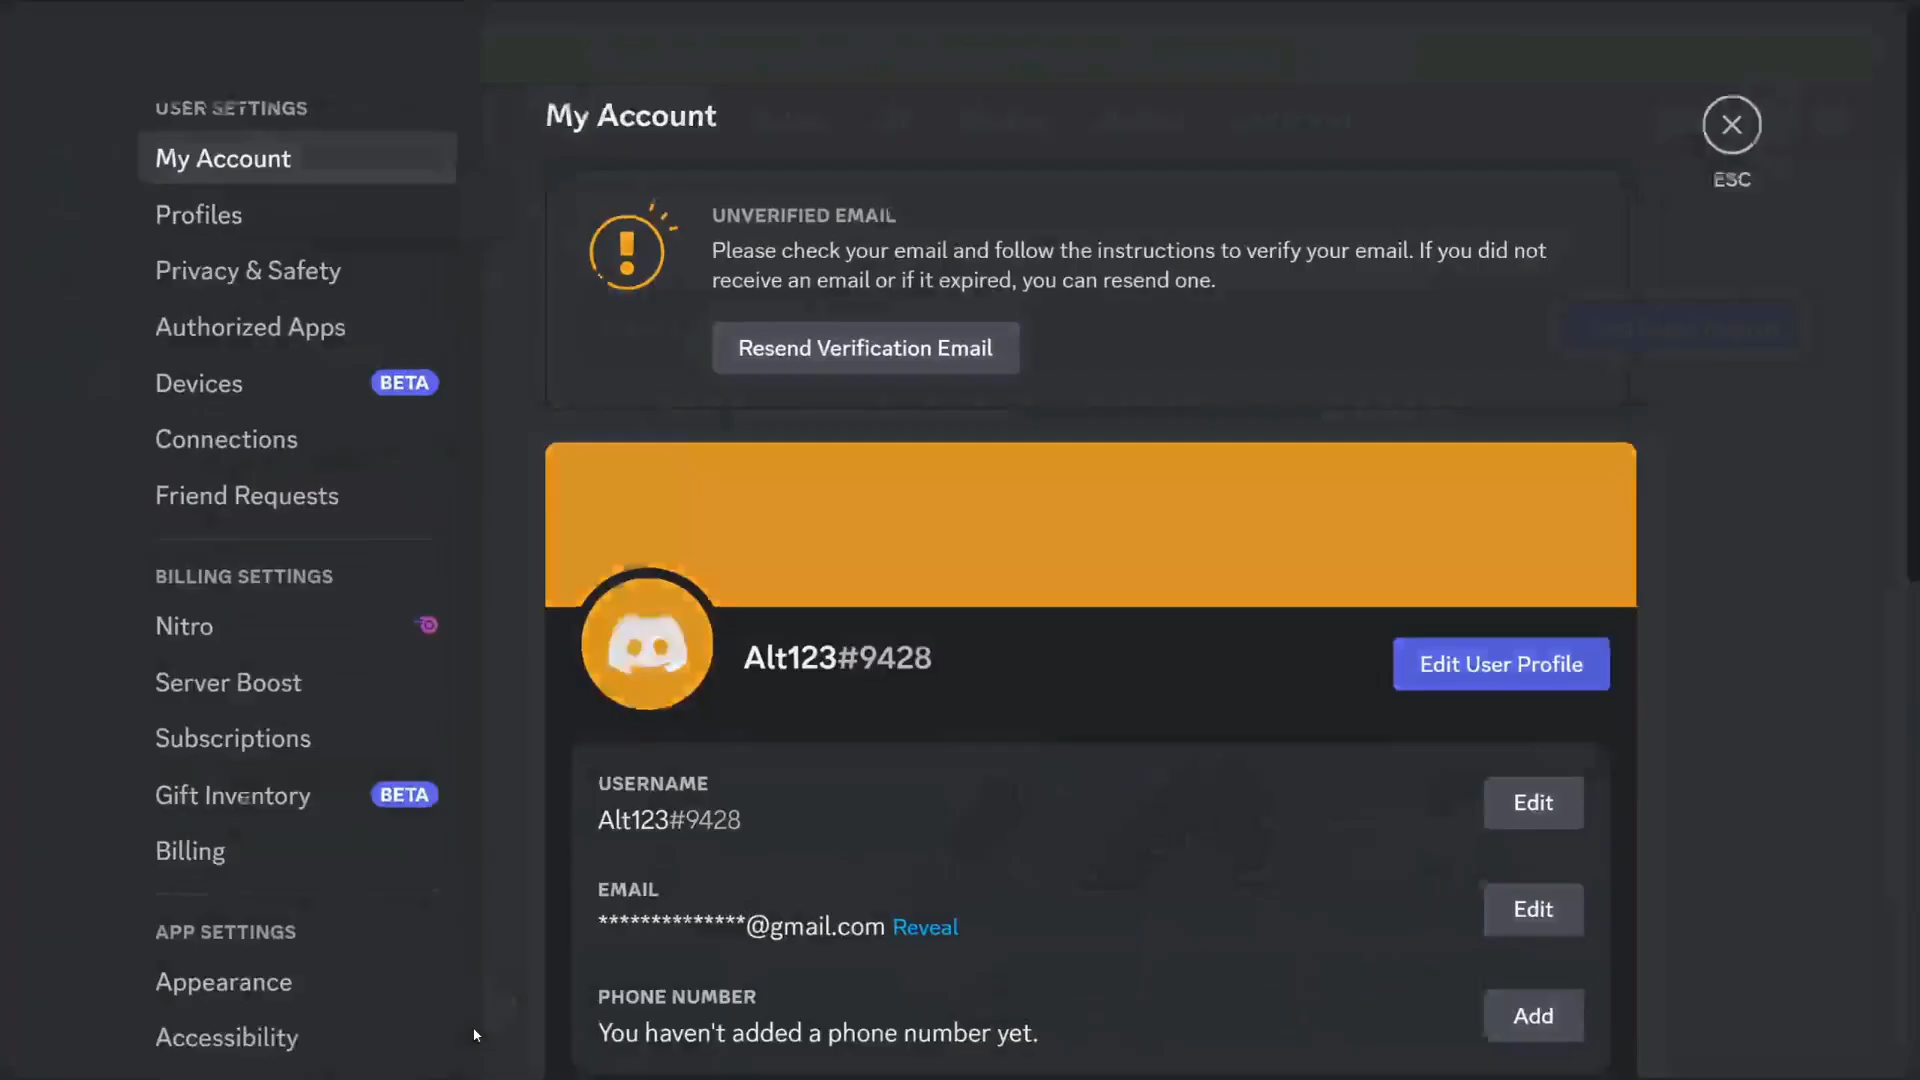 USER SETTINGS
My Account
Profiles
Privacy & Safety
Authorized Apps
Devices BETA
Connections
Friend Requests
BILLING SETTINGS
Nitro
Server Boost
Subscriptions
Gift Inventory BETA
Billing
APP SETTINGS
Appearance
Accessibility
My Account
ESC
UNVERIFIED EMAIL
Please check your email and follow the instructions to verify your email. If you did not
receive an email or if it expired, you can resend one.
Resend Verification Email
Alt123#9428
Edit User Profile
USERNAME
Alt123#9428
Edit
EMAIL
**************@gmail.com Reveal
Edit
PHONE NUMBER
You haven't added a phone number yet.
Add